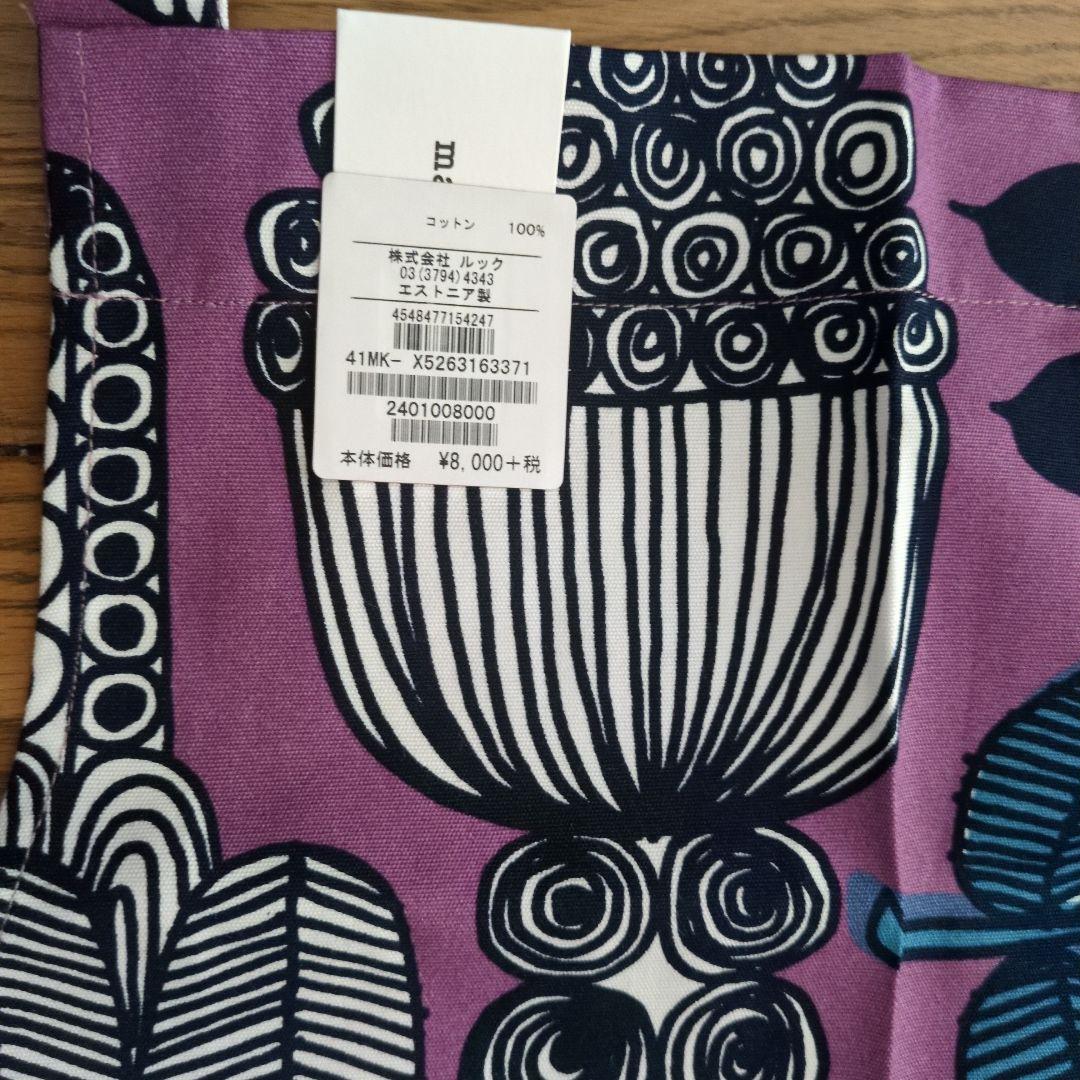 コットン 100%
株式会社 ルック
03(3794)4343
エストニア製
4548477154247
41MK- X5263163371
2401008000
本体価格 ¥8,000+税